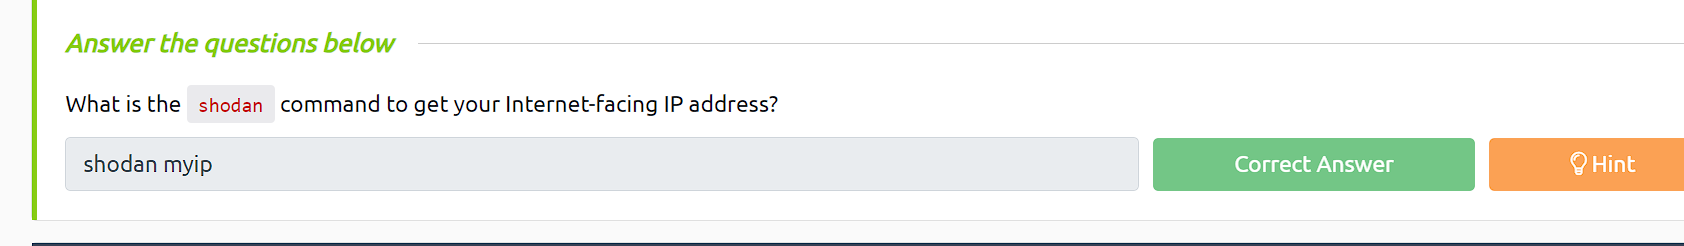 Answer the questions below
What is the shodan command to get your Internet-facing IP address?
shodan myip
Correct Answer
Hint